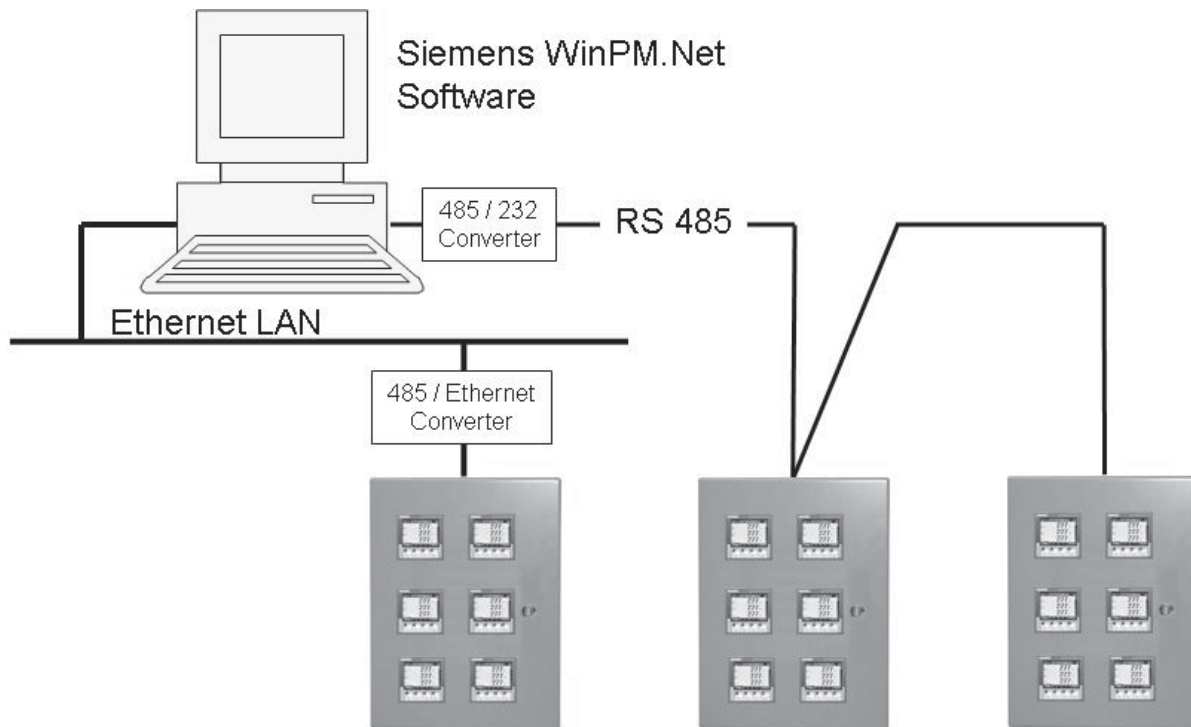 Siemens WinPM.Net
Software
485 / 232
Converter
RS 485
Ethernet LAN
485 / Ethernet
Converter